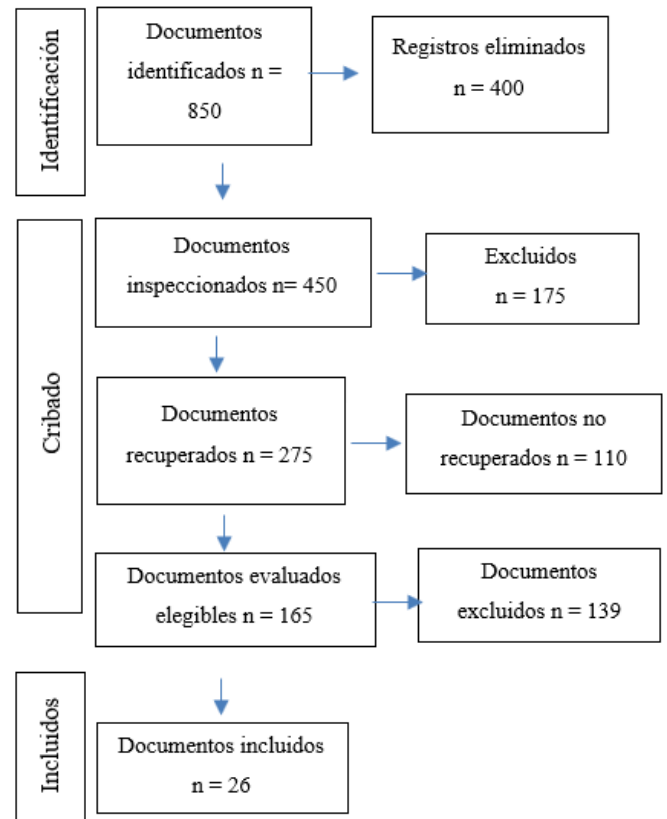 Identificación
Documentos
identificados n =
850
Registros eliminados
n = 400
Cribado
Documentos
inspeccionados n= 450
Excluidos
n = 175
Documentos
recuperados n = 275
Documentos no
recuperados n = 110
Documentos evaluados
elegibles n = 165
Documentos
excluidos n = 139
Incluidos
Documentos incluidos
n = 26